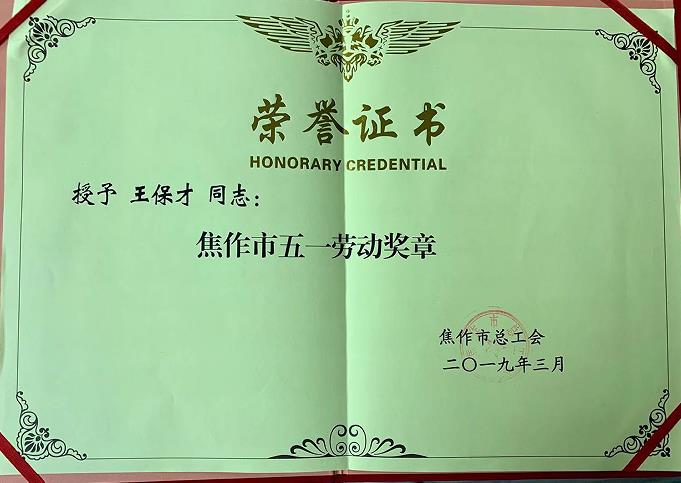 荣誉证书
HONORARY CREDENTIAL
授予 王保才 同志：
焦作市五一劳动奖章
焦作市总工会
二〇一九年三月